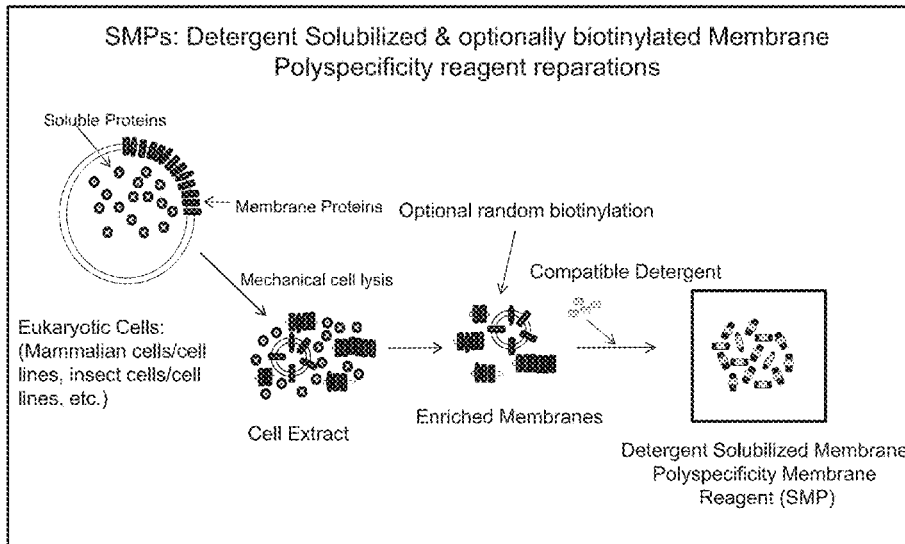 SMPs: Detergent Solubilized & optionally biotinylated Membrane
Polyspecificity reagent reparations
Soluble Proteins
Membrane Proteins
Optional random biotinylation
Mechanical cell lysis
Compatible Detergent
Eukaryotic Cells:
(Mammalian cells/cell
lines, insect cells/cell
lines, etc.)
Cell Extract
Enriched Membranes
Detergent Solubilized Membrane
Polyspecificity Membrane
Reagent (SMP)